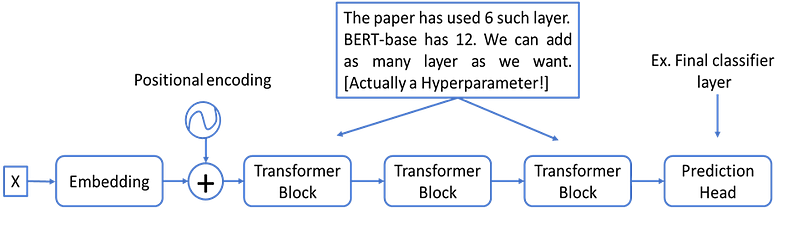 The paper has used 6 such layer.
BERT-base has 12. We can add
as many layer as we want.
[Actually a Hyperparameter!]
Ex. Final classifier
layer
Positional encoding
X
Embedding
+
Transformer
Block
Transformer
Block
Transformer
Block
Prediction
Head